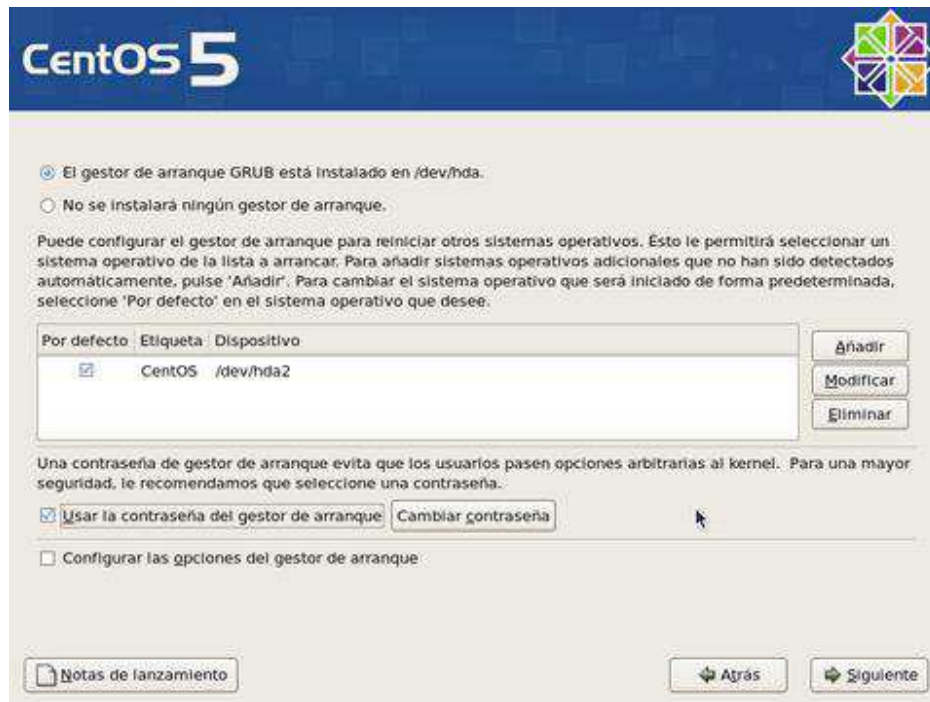 CentOS 5
El gestor de arranque GRUB está instalado en /dev/hda.
No se instalará ningún gestor de arranque.
Puede configurar el gestor de arranque para reiniciar otros sistemas operativos. Esto le permitirá seleccionar un
sistema operativo de la lista a arrancar. Para añadir sistemas operativos adicionales que no han sido detectados
automáticamente, pulse 'Añadir'. Para cambiar el sistema operativo que será iniciado de forma predeterminada,
seleccione 'Por defecto' en el sistema operativo que desee.
Por defecto Etiqueta Dispositivo
CentOS /dev/hda2
Añadir
Modificar
Eliminar
Una contraseña de gestor de arranque evita que los usuarios pasen opciones arbitrarias al kernel. Para una mayor
seguridad, le recomendamos que seleccione una contraseña.
Usar la contraseña del gestor de arranque Cambiar contraseña
Configurar las opciones del gestor de arranque
Notas de lanzamiento Atrás Siguiente